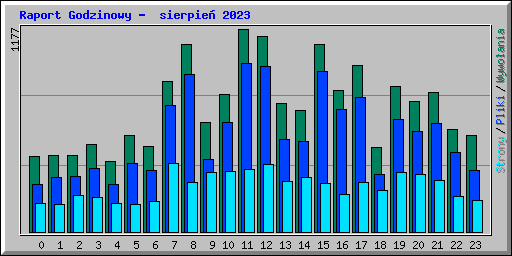 Raport Godzinowy -  sierpień 2023
1177
Strony / Pliki / Wywołania
0 1 2 3 4 5 6 7 8 9 10 11 12 13 14 15 16 17 18 19 20 21 22 23